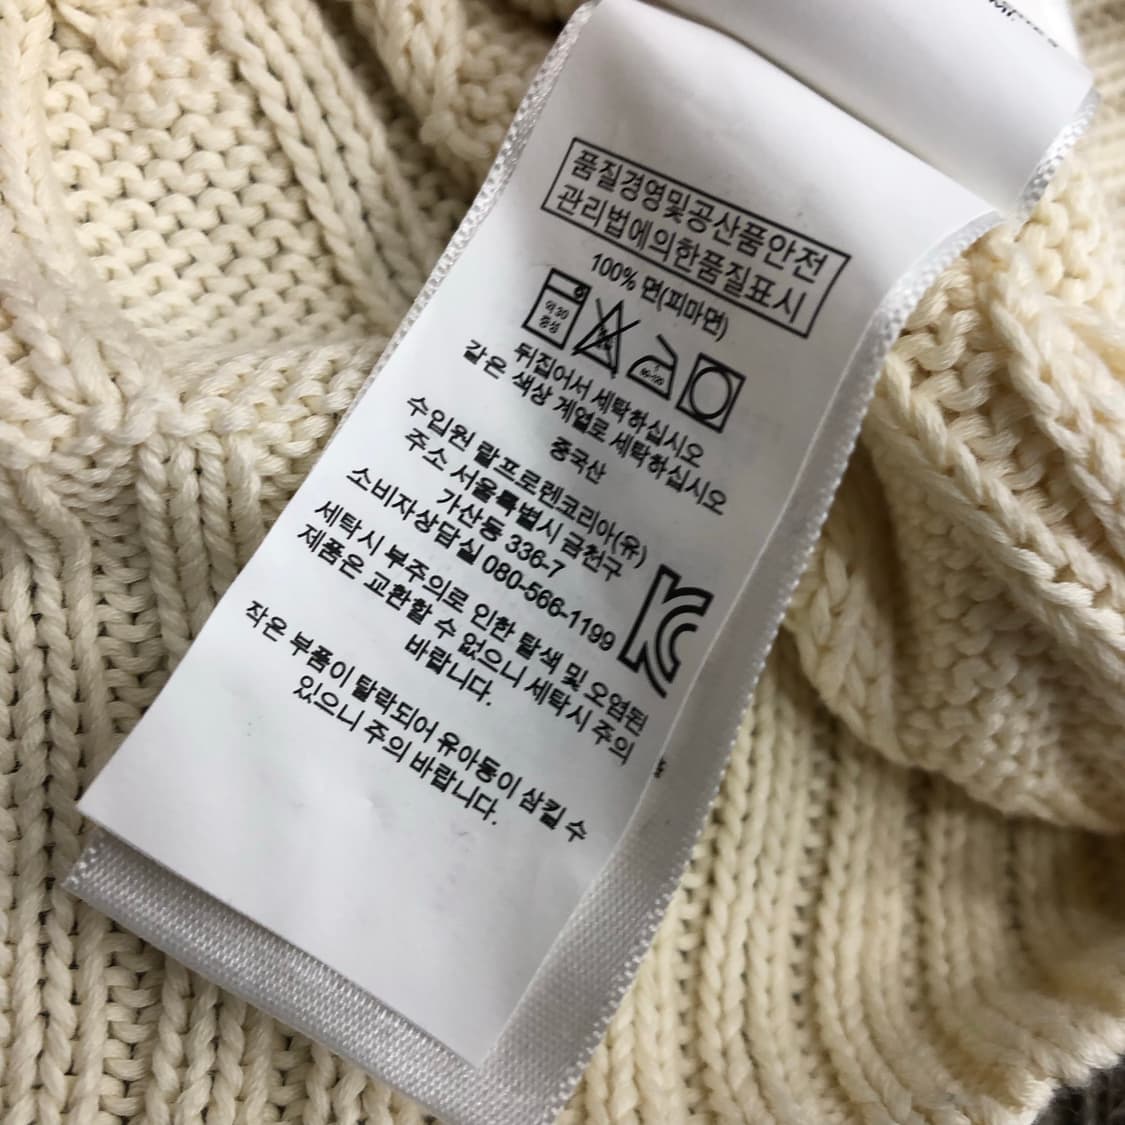 품질경영및공산품안전
관리법에의한품질표시
100% 면(피마면)
약 30
중성
80-120
뒤집어서 세탁하십시오
같은 색상 계열로 세탁하십시오
중국산
수입원 랄프로렌코리아(유)
주소 서울특별시 금천구
가산동 336-7
소비자상담실 080-566-1199
세탁시 부주의로 인한 탈색 및 오염된
제품은 교환할 수 없으니 세탁시 주의
바랍니다.
작은 부품이 탈락되어 유아동이 삼킬 수
있으니 주의 바랍니다.